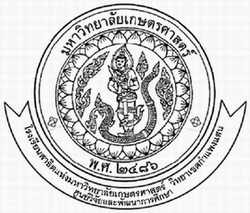 มหาวิทยาลัยเกษตรศาสตร์
พ.ศ. ๒๔๘๖
โรงเรียนสาธิตแห่งมหาวิทยาลัยเกษตรศาสตร์ วิทยาเขตกำแพงแสน
ศูนย์วิจัยและพัฒนาการศึกษา